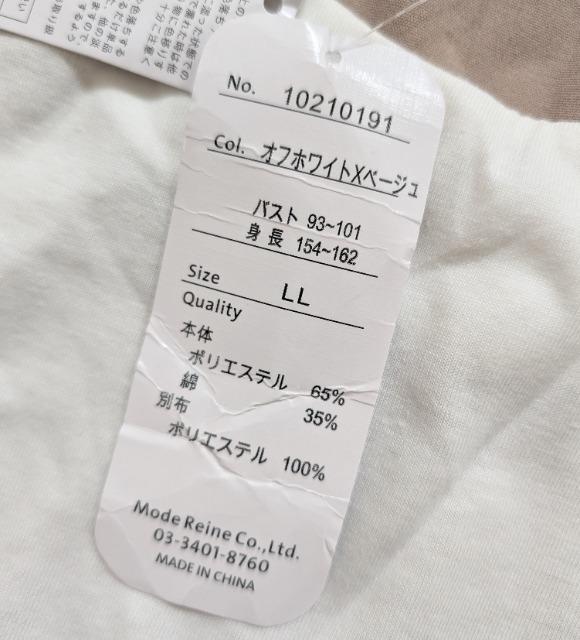 No. 10210191
Col. オフホワイトXベージュ
バスト 93~101
身長 154~162
Size LL
Quality
本体
ポリエステル 65%
綿 35%
別布
ポリエステル 100%
Mode Reine Co.,Ltd.
03-3401-8760
MADE IN CHINA